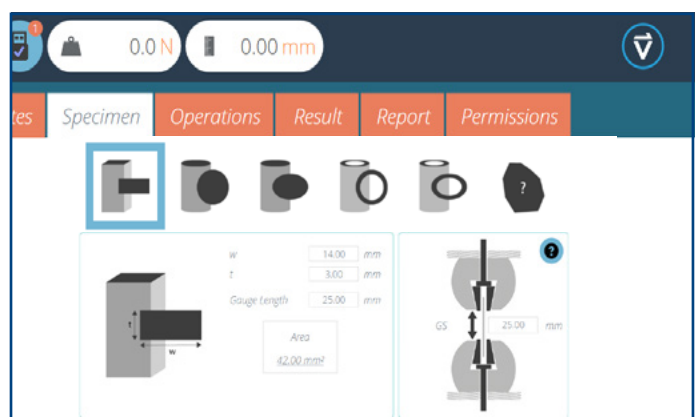 1
0.0 N
0.00 mm
tes
Specimen
Operations
Result
Report
Permissions
?
w 14.00 mm
t 3.00 mm
Gauge Length 25.00 mm
Area
42.00 mm²
t
w
?
GS 25.00 mm